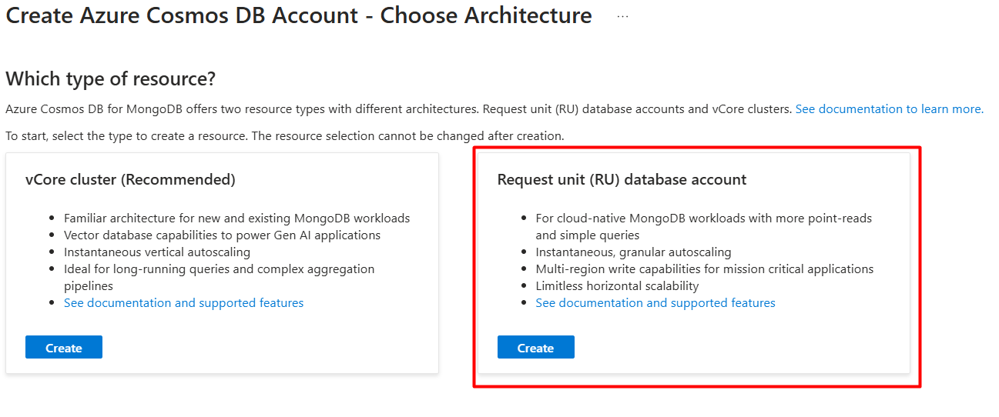 Create Azure Cosmos DB Account - Choose Architecture ...
Which type of resource?
Azure Cosmos DB for MongoDB offers two resource types with different architectures. Request unit (RU) database accounts and vCore clusters. See documentation to learn more.
To start, select the type to create a resource. The resource selection cannot be changed after creation.
vCore cluster (Recommended)
• Familiar architecture for new and existing MongoDB workloads
• Vector database capabilities to power Gen AI applications
• Instantaneous vertical autoscaling
• Ideal for long-running queries and complex aggregation
pipelines
• See documentation and supported features
Create
Request unit (RU) database account
• For cloud-native MongoDB workloads with more point-reads
and simple queries
• Instantaneous, granular autoscaling
• Multi-region write capabilities for mission critical applications
• Limitless horizontal scalability
• See documentation and supported features
Create